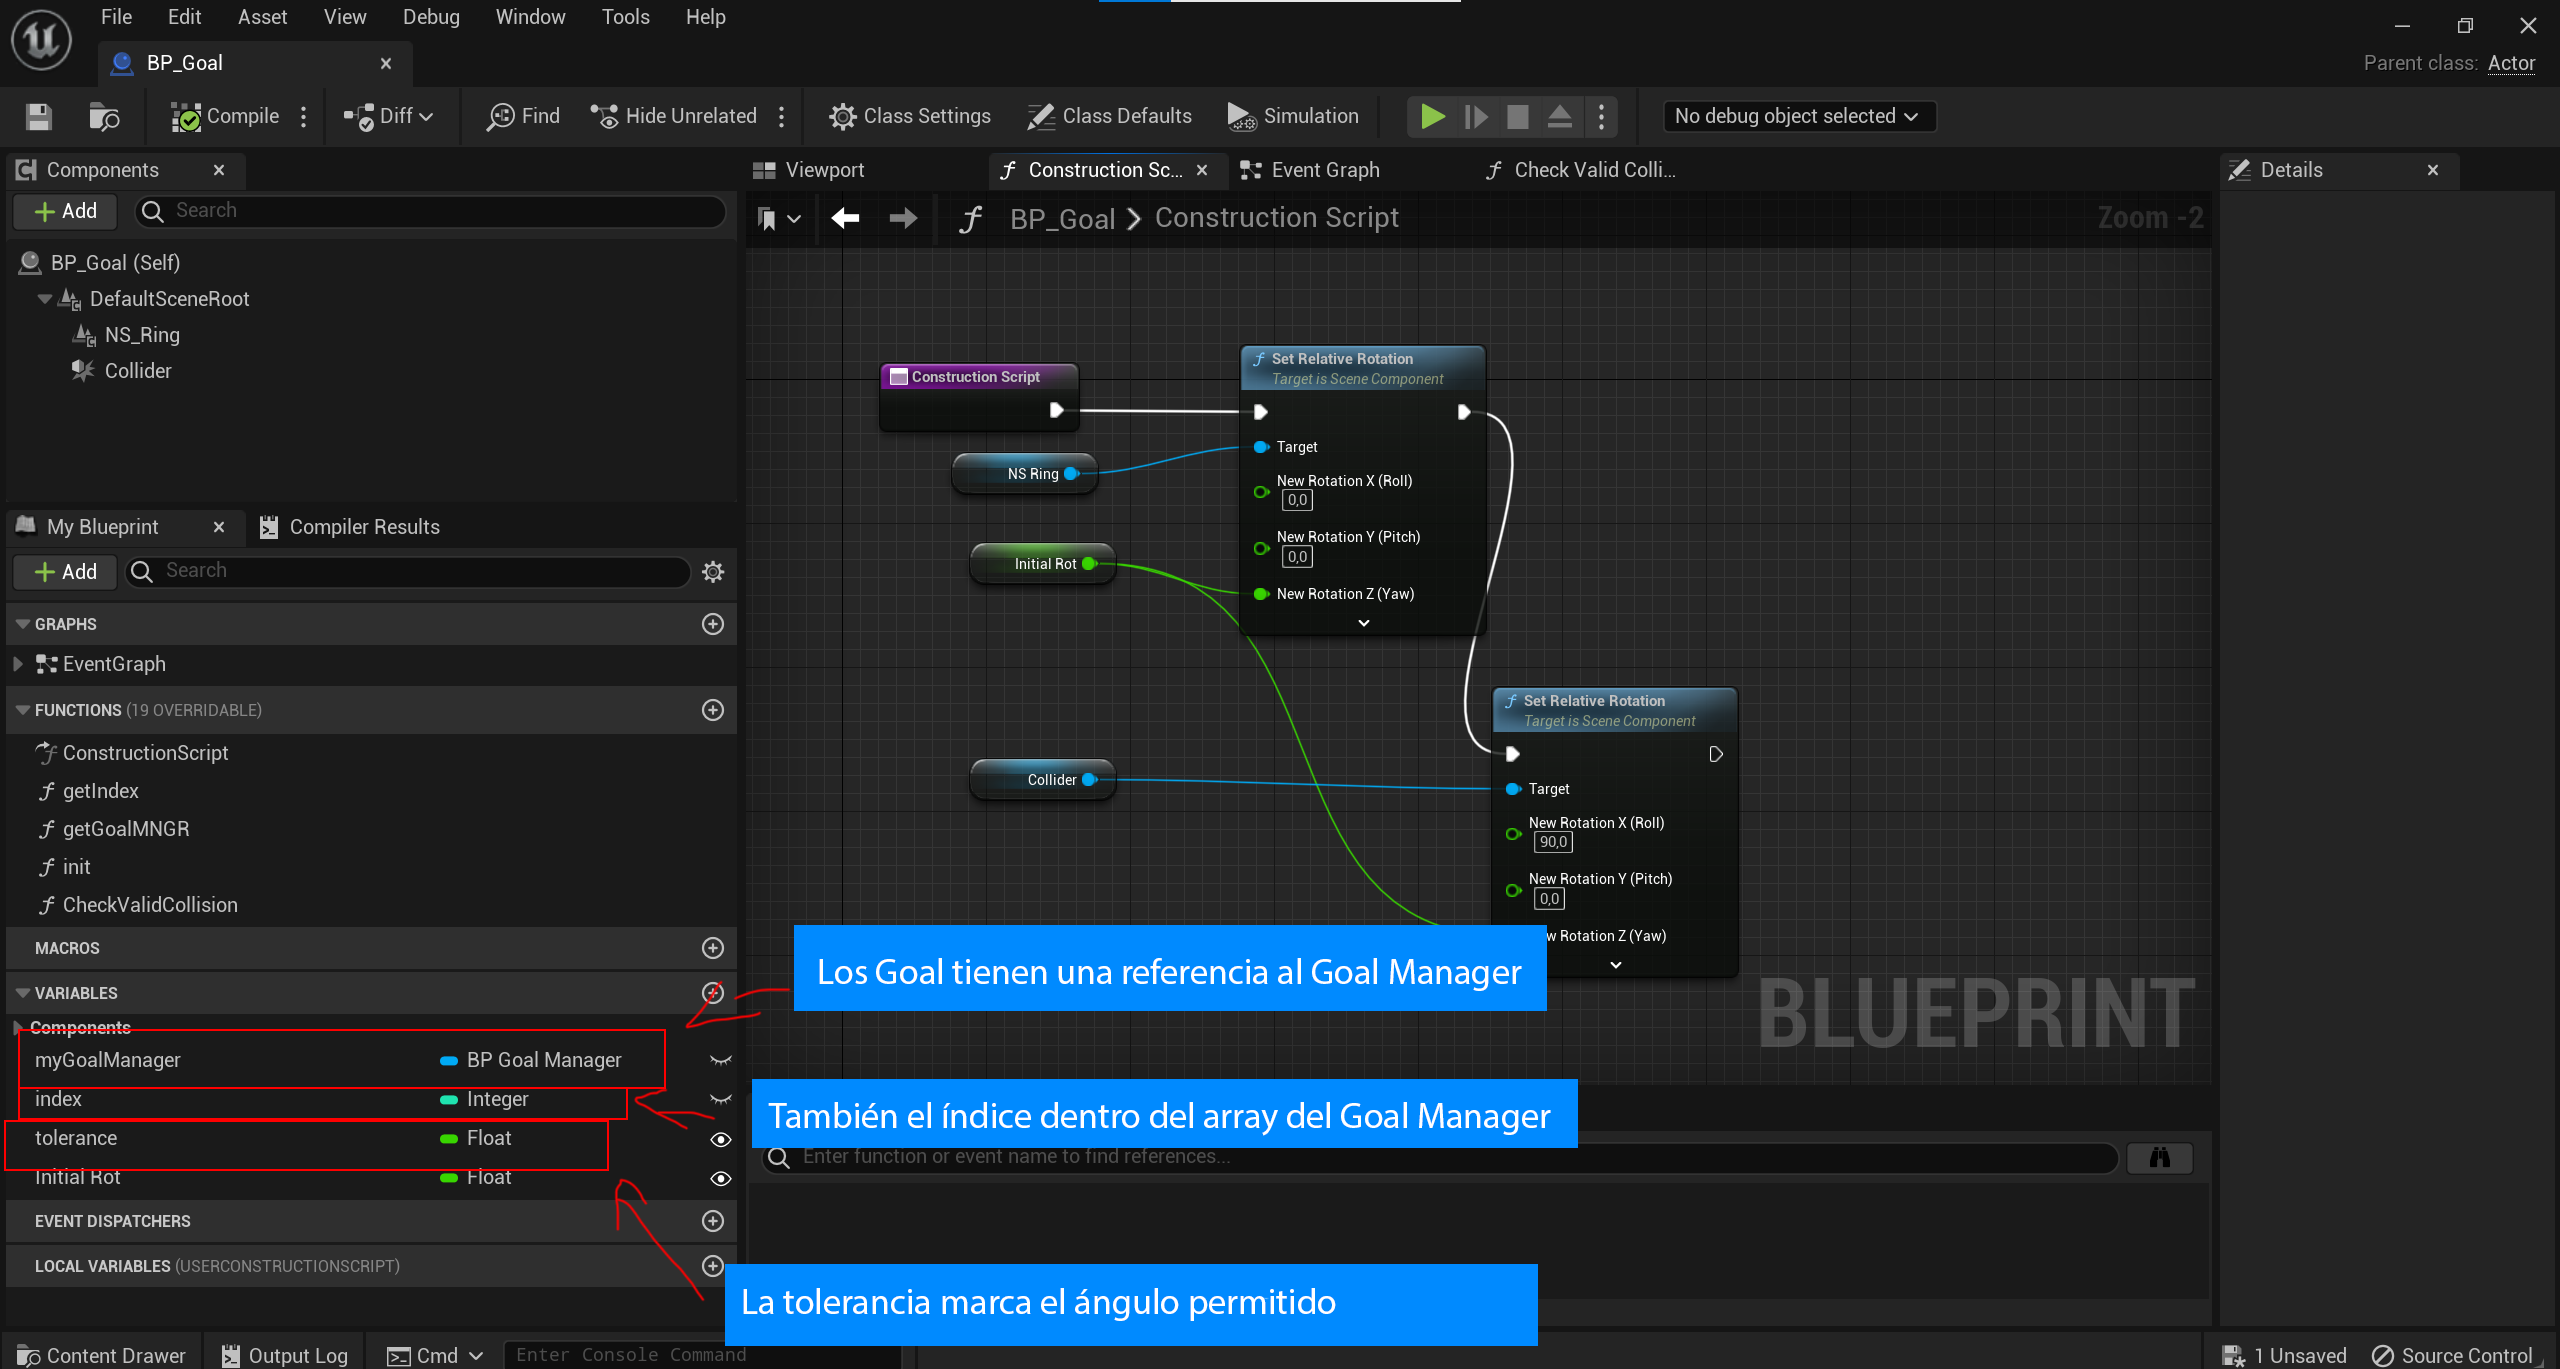 File Edit Asset View Debug Window Tools Help
BP_Goal
Parent class: Actor
Compile Diff Find Hide Unrelated Class Settings Class Defaults Simulation No debug object selected
Components
Add Search
BP_Goal (Self)
DefaultSceneRoot
NS_Ring
Collider
My Blueprint Compiler Results
Add Search
GRAPHS
EventGraph
FUNCTIONS (19 OVERRIDABLE)
ConstructionScript
getIndex
getGoalMNGR
init
CheckValidCollision
MACROS
VARIABLES
Components
myGoalManager BP Goal Manager
index Integer
tolerance Float
Initial Rot Float
EVENT DISPATCHERS
LOCAL VARIABLES (USERCONSTRUCTIONSCRIPT)
Viewport Construction Sc... Event Graph Check Valid Colli...
BP_Goal > Construction Script Zoom -2
Construction Script
NS Ring
Initial Rot
Collider
Set Relative Rotation
Target is Scene Component
Target
New Rotation X (Roll)
0,0
New Rotation Y (Pitch)
0,0
New Rotation Z (Yaw)
Set Relative Rotation
Target is Scene Component
Target
New Rotation X (Roll)
90,0
New Rotation Y (Pitch)
0,0
w Rotation Z (Yaw)
BLUEPRINT
Los Goal tienen una referencia al Goal Manager
También el índice dentro del array del Goal Manager
Enter function or event name to find references...
La tolerancia marca el ángulo permitido
Details
Content Drawer Output Log Cmd Enter Console Command 1 Unsaved Source Control